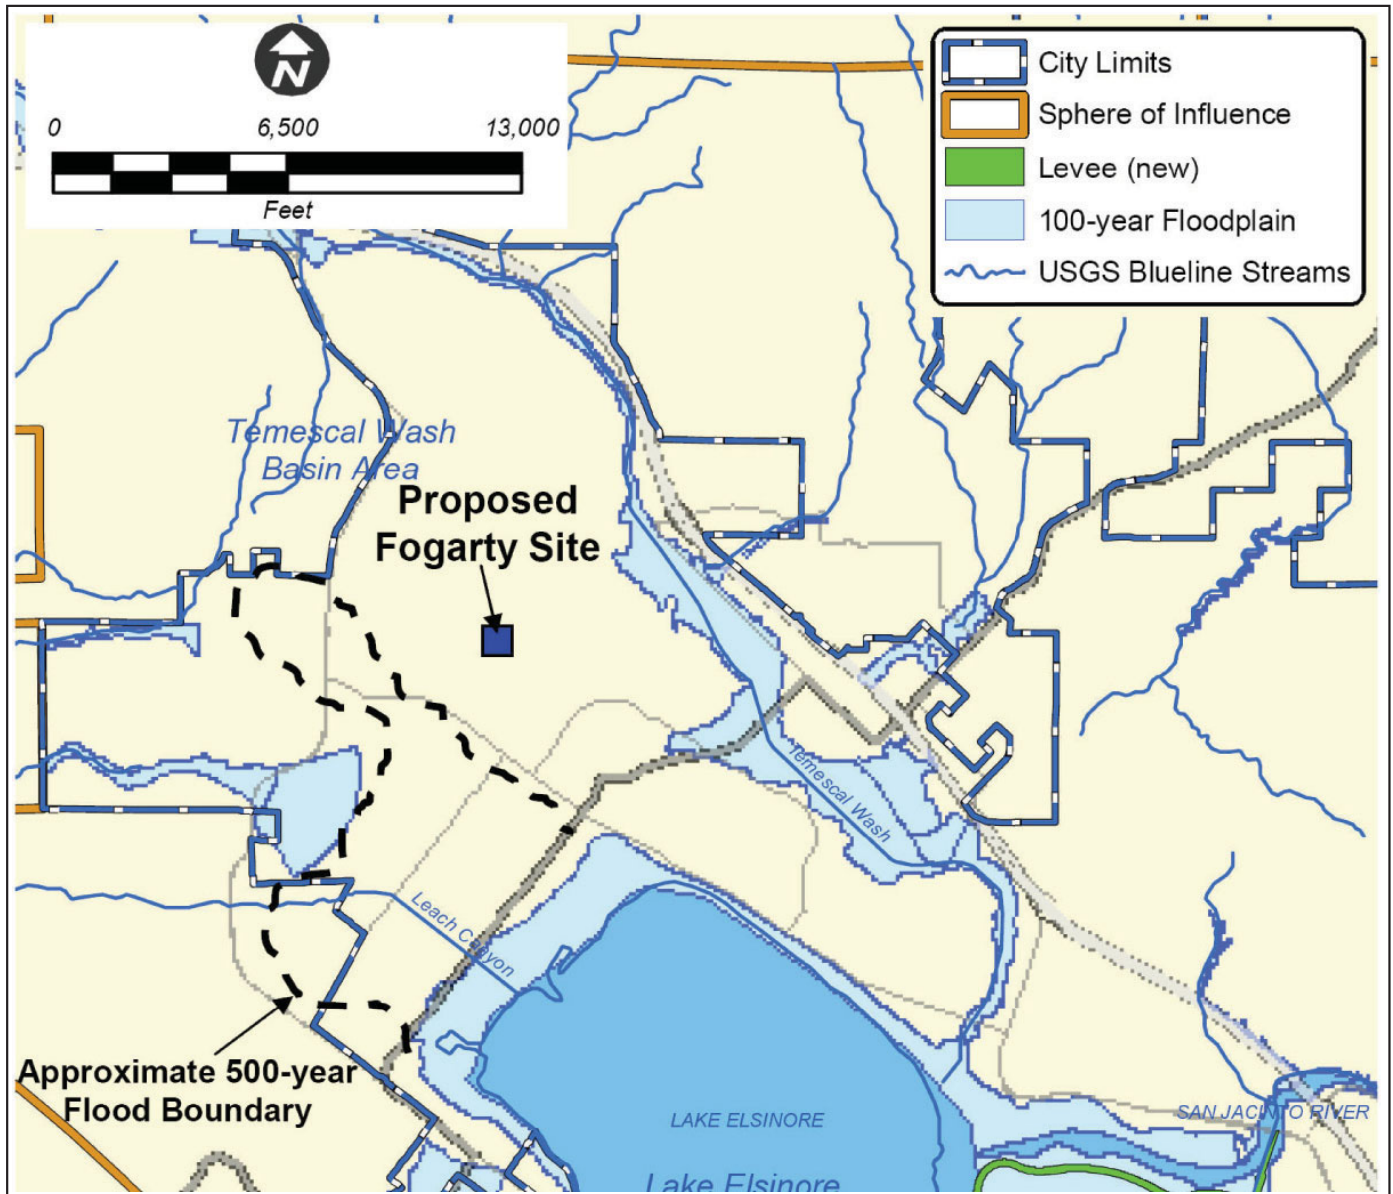 N
0 6,500 13,000
Feet
City Limits
Sphere of Influence
Levee (new)
100-year Floodplain
USGS Blueline Streams
Temescal Wash
Basin Area
Proposed
Fogarty Site
Temescal Wash
Leach Canyon
Approximate 500-year
Flood Boundary
LAKE ELSINORE
SAN JACINTO RIVER
Lake Elsinore